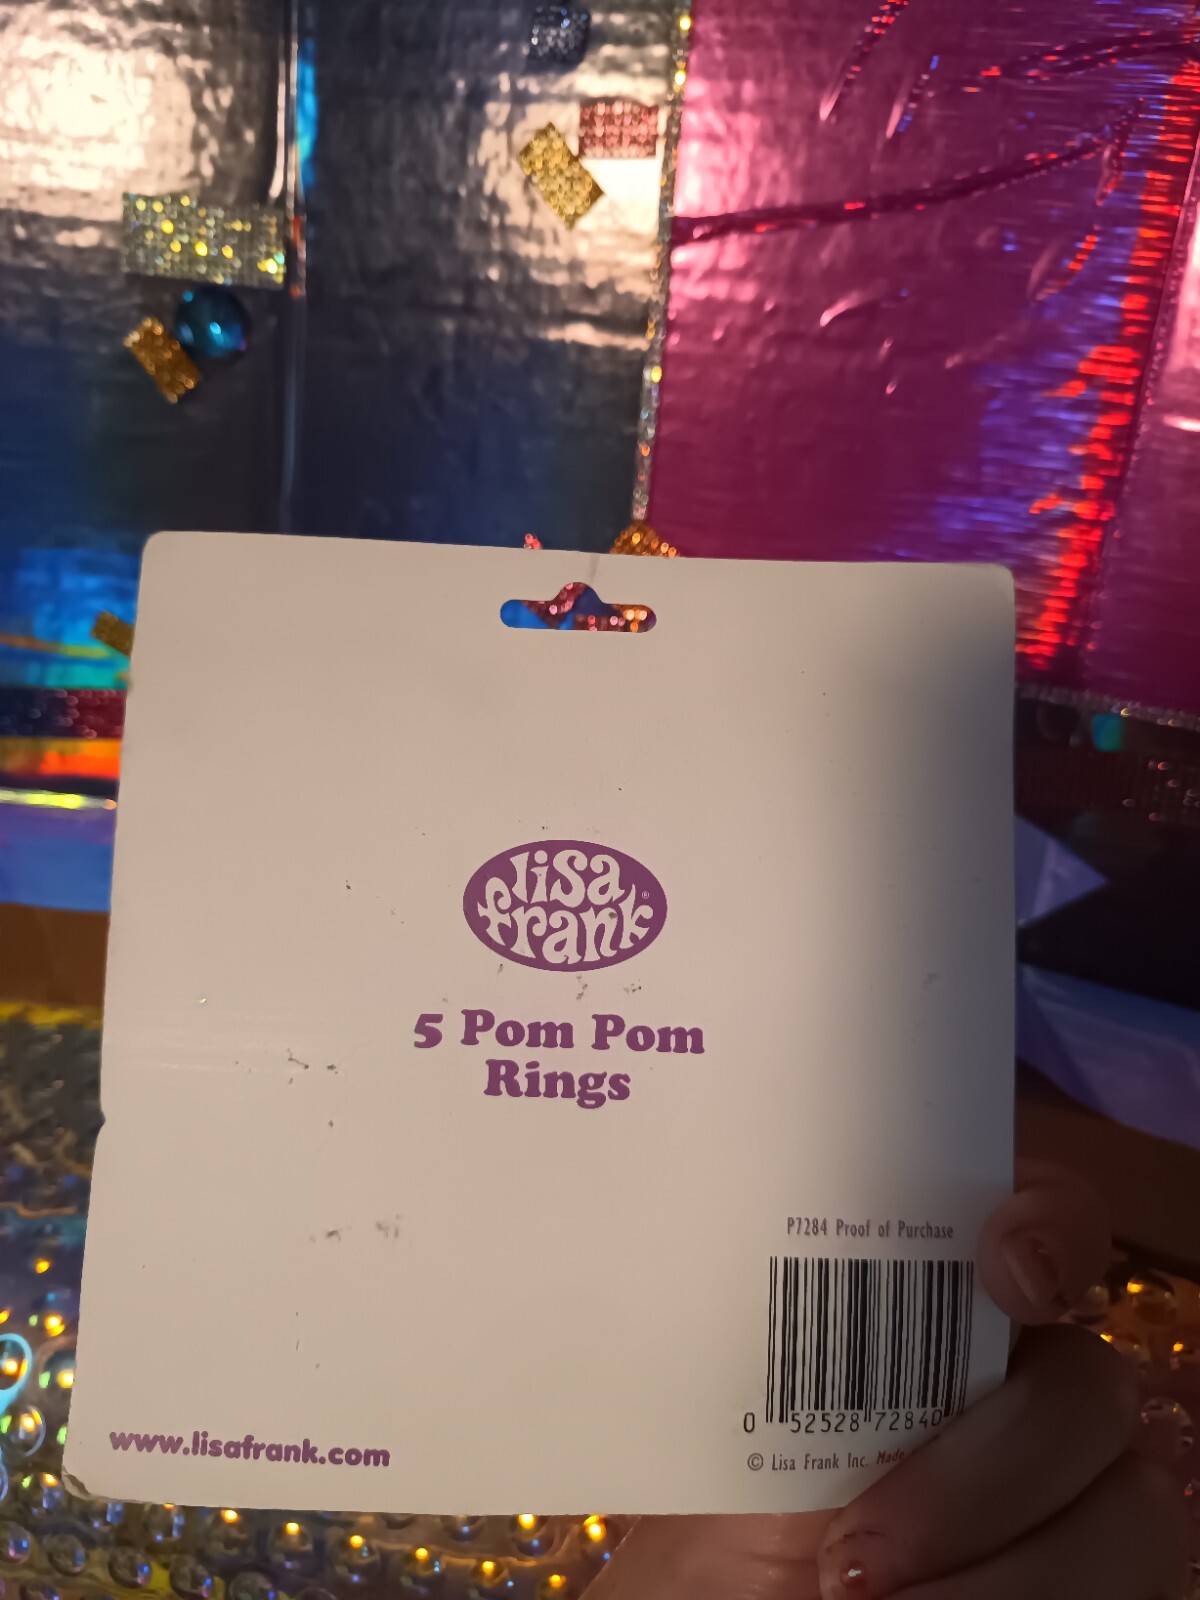 lisa
frank®
5 Pom Pom
Rings
P7284 Proof of Purchase
0 52528 72840
www.lisafrank.com
© Lisa Frank Inc. Made